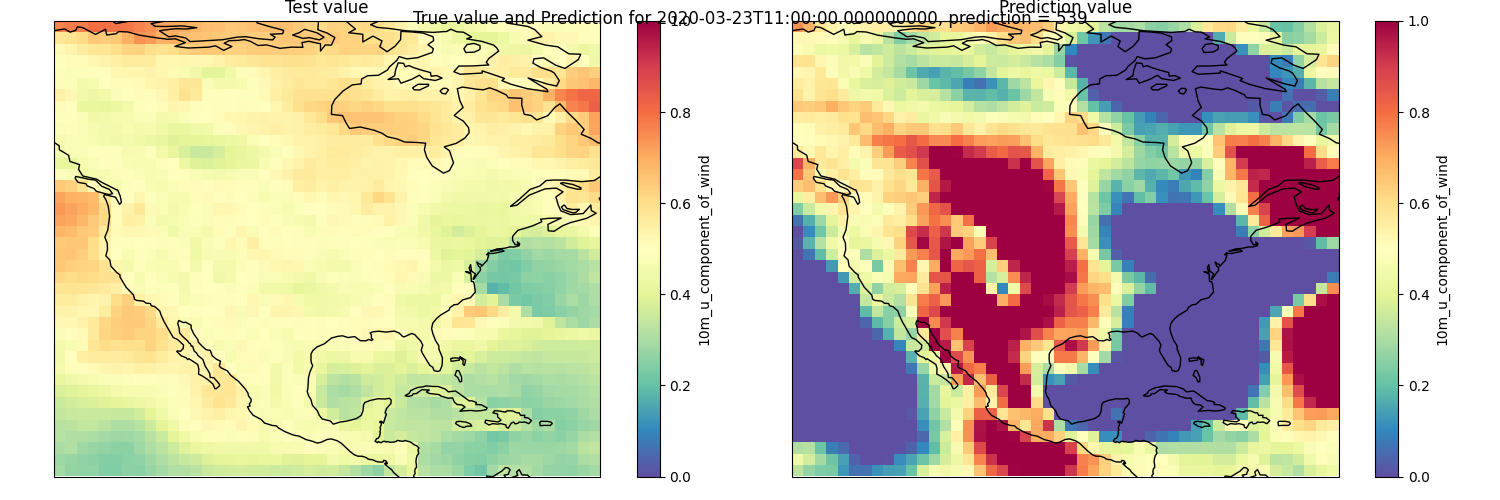 Test value
Prediction value
True value and Prediction for 2020-03-23T11:00:00.000000000, prediction = 539
1.0
0.8
0.6
0.4
0.2
0.0
10m_u_component_of_wind
1.0
0.8
0.6
0.4
0.2
0.0
10m_u_component_of_wind